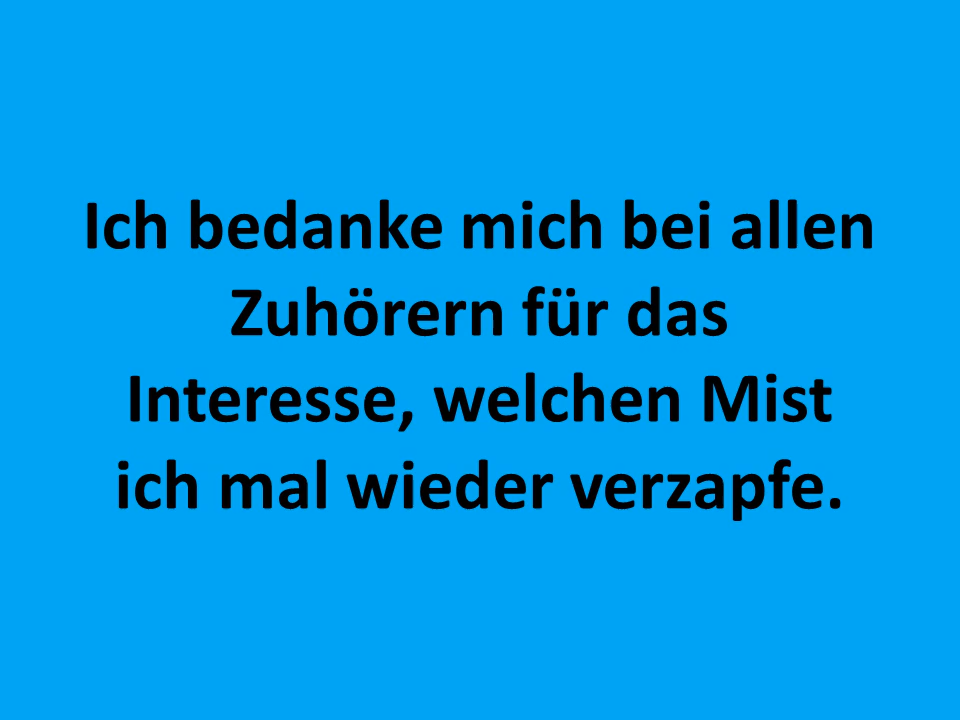 Ich bedanke mich bei allen
Zuhörern für das
Interesse, welchen Mist
ich mal wieder verzapfe.